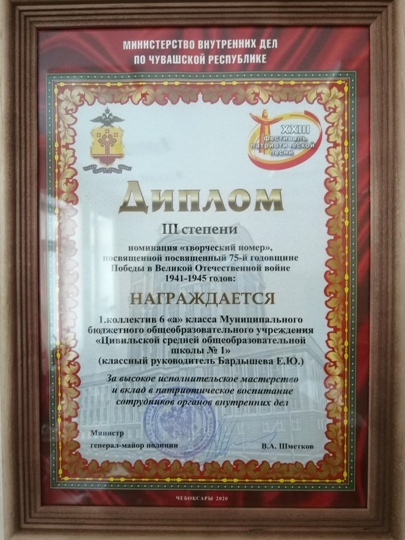 МИНИСТЕРСТВО ВНУТРЕННИХ ДЕЛ
ПО ЧУВАШСКОЙ РЕСПУБЛИКЕ
XXIII
фестиваль
патриотической
песни
Диплом
III степени
номинация «творческий номер»,
посвященной посвященный 75-й годовщине
Победы в Великой Отечественной войне
1941-1945 годов:
НАГРАЖДАЕТСЯ
1.коллектив 6 «а» класса Муниципального
бюджетного общеобразовательного учреждения
«Цивильской средней общеобразовательной
школы № 1»
(классный руководитель Бардышева Е.Ю.)
За высокое исполнительское мастерство
и вклад в патриотическое воспитание
сотрудников органов внутренних дел
Министр
генерал-майор полиции В.А. Шметков
ЧЕБОКСАРЫ 2020